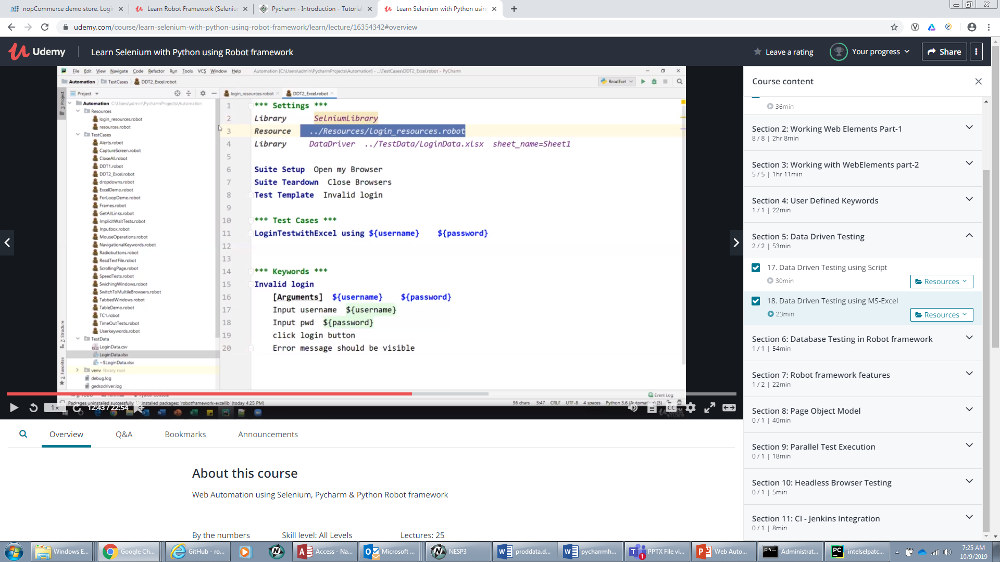 nopCommerce demo store. Logi
Learn Robot Framework (Seleniu
Pycharm - Introduction - Tutorial
Learn Selenium with Python usin
udemy.com/course/learn-selenium-with-python-using-robot-framework/learn/lecture/16354342#overview
Udemy
Learn Selenium with Python using Robot framework
Leave a rating
Your progress
Share
File Edit View Navigate Code Refactor Run Tools VCS Window Help
Automation [C:\Users\admin\PycharmProjects\Automation] - ...\TestCases\DDT2_Excel.robot - PyCharm
Automation TestCases DDT2_Excel.robot
ReadExel
1: Project
Project
login_resources.robot
DDT2_Excel.robot
Automation C:\Users\admin\PycharmProjects\Automation
Resources
login_resources.robot
resources.robot
TestCases
Alerts.robot
CaptureScreen.robot
CloseAll.robot
DDT1.robot
DDT2_Excel.robot
dropdowns.robot
ExcelDemo.robot
ForLoopDemo.robot
Frames.robot
GetAllLinks.robot
ImplicitWaitTests.robot
Inputbox.robot
MouseOperations.robot
NavigationalKeywords.robot
Radiobuttons.robot
ReadTextFile.robot
ScrollingPage.robot
SpeedTests.robot
SwichingWindows.robot
SwitchToMultileBrowsers.robot
TabbedWindows.robot
TableDemo.robot
TC1.robot
TimeOutTests.robot
Userkeywords.robot
TestData
LoginData.csv
LoginData.xlsx
~$LoginData.xlsx
venv library root
debug.log
geckodriver.log
Z: Structure
2: Favorites
1 *** Settings ***
2 Library SelniumLibrary
3 Resource ../Resources/login_resources.robot
4 Library DataDriver ../TestData/LoginData.xlsx sheet_name=Sheet1
5
6 Suite Setup Open my Browser
7 Suite Teardown Close Browsers
8 Test Template Invalid login
9
10 *** Test Cases ***
11 LoginTestwithExcel using ${username} ${password}
12
13
14 *** Keywords ***
15 Invalid login
16 [Arguments] ${username} ${password}
17 Input username ${username}
18 Input pwd ${password}
19 click login button
20 Error message should be visible
Event Log
Packages uninstalled successfully: Uninstalled packages: 'robotframework-excellib' (today 4:25 PM)
36 chars 3:47 CRLF UTF-8 4 spaces Python 3.6 (Automation) (3)
1x
12:43 / 22:54
Course content
36min
Section 2: Working Web Elements Part-1
8 / 8 | 2hr 8min
Section 3: Working with WebElements part-2
5 / 5 | 1hr 11min
Section 4: User Defined Keywords
1 / 1 | 22min
Section 5: Data Driven Testing
2 / 2 | 53min
17. Data Driven Testing using Script
30min
Resources
18. Data Driven Testing using MS-Excel
23min
Resources
Section 6: Database Testing in Robot framework
1 / 1 | 54min
Section 7: Robot framework features
1 / 2 | 22min
Section 8: Page Object Model
0 / 1 | 40min
Section 9: Parallel Test Execution
0 / 1 | 18min
Section 10: Headless Browser Testing
0 / 1 | 5min
Section 11: CI - Jenkins Integration
0 / 1 | 8min
Overview
Q&A
Bookmarks
Announcements
About this course
Web Automation using Selenium, Pycharm & Python Robot framework
By the numbers
Skill level: All Levels
Lectures: 25
Windows E...
Google Ch...
GitHub - ro...
Access - Na...
Microsoft ...
NESP3
proddata.d...
pycharmh...
PPTX File vi...
Web Auto...
Administrat...
intelselpatc...
7:25 AM
10/9/2019